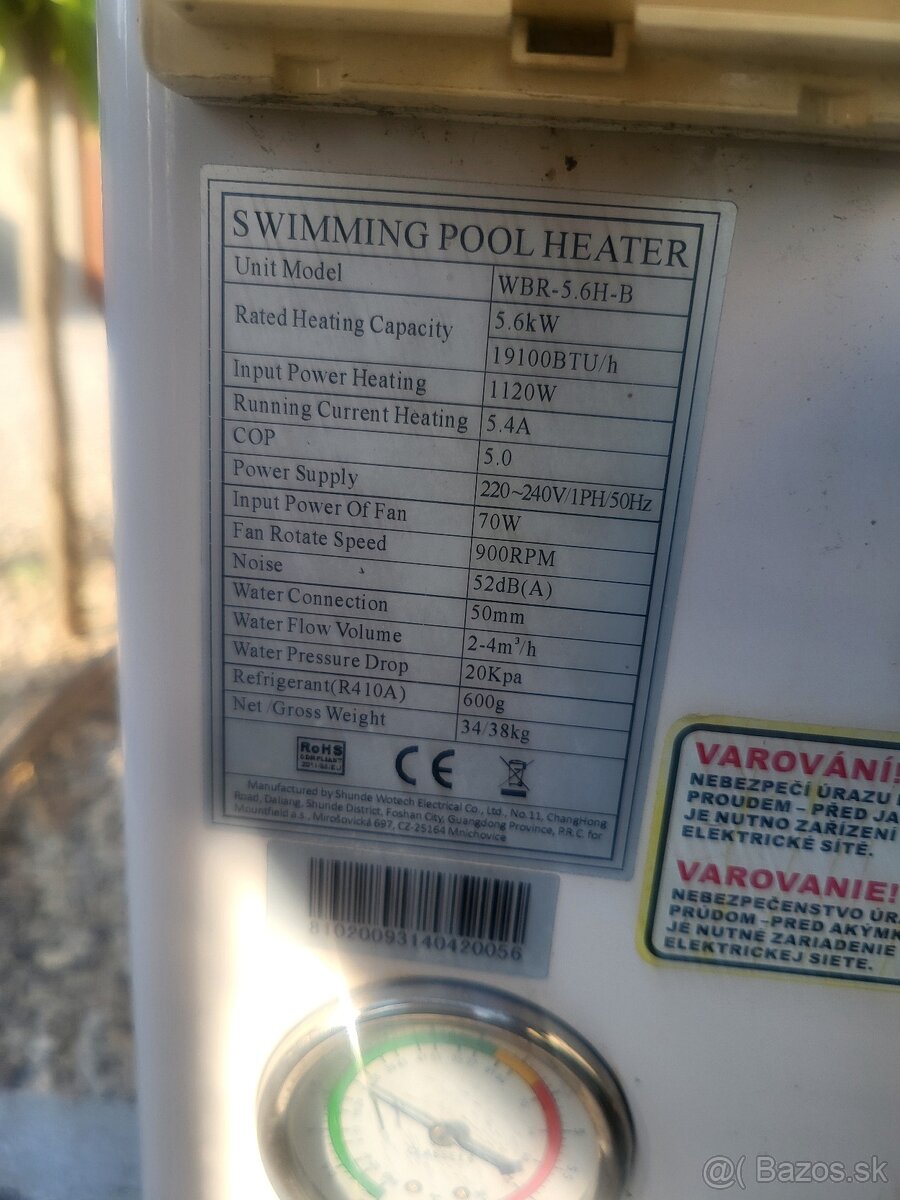 SWIMMING POOL HEATER
Unit Model WBR-5.6H-B
Rated Heating Capacity 5.6kW
19100BTU/h
Input Power Heating 1120W
Running Current Heating 5.4A
COP 5.0
Power Supply 220~240V/1PH/50Hz
Input Power Of Fan 70W
Fan Rotate Speed 900RPM
Noise 52dB(A)
Water Connection 50mm
Water Flow Volume 2-4m³/h
Water Pressure Drop 20Kpa
Refrigerant(R410A) 600g
Net /Gross Weight 34/38kg
RoHS
COMPLIANT
CE
Manufactured by Shunde Wotech Electrical Co., Ltd., No.11, ChangHong
Road, Daliang, Shunde District, Foshan City, Guangdong Province, P.R.C. for
Mountfield a.s., Mirošovická 697, CZ-25164 Mnichovice
81020093140420056
VAROVÁNÍ!
NEBEZPEČÍ ÚRAZU
PROUDEM – PŘED JA
JE NUTNO ZAŘÍZENÍ
ELEKTRICKÉ SÍTĚ.
VAROVANIE!
NEBEZPEČENSTVO ÚRA
PRÚDOM –PRED AKÝMK
JE NUTNÉ ZARIADENIE
ELEKTRICKEJ SIETE.
@( Bazos.sk